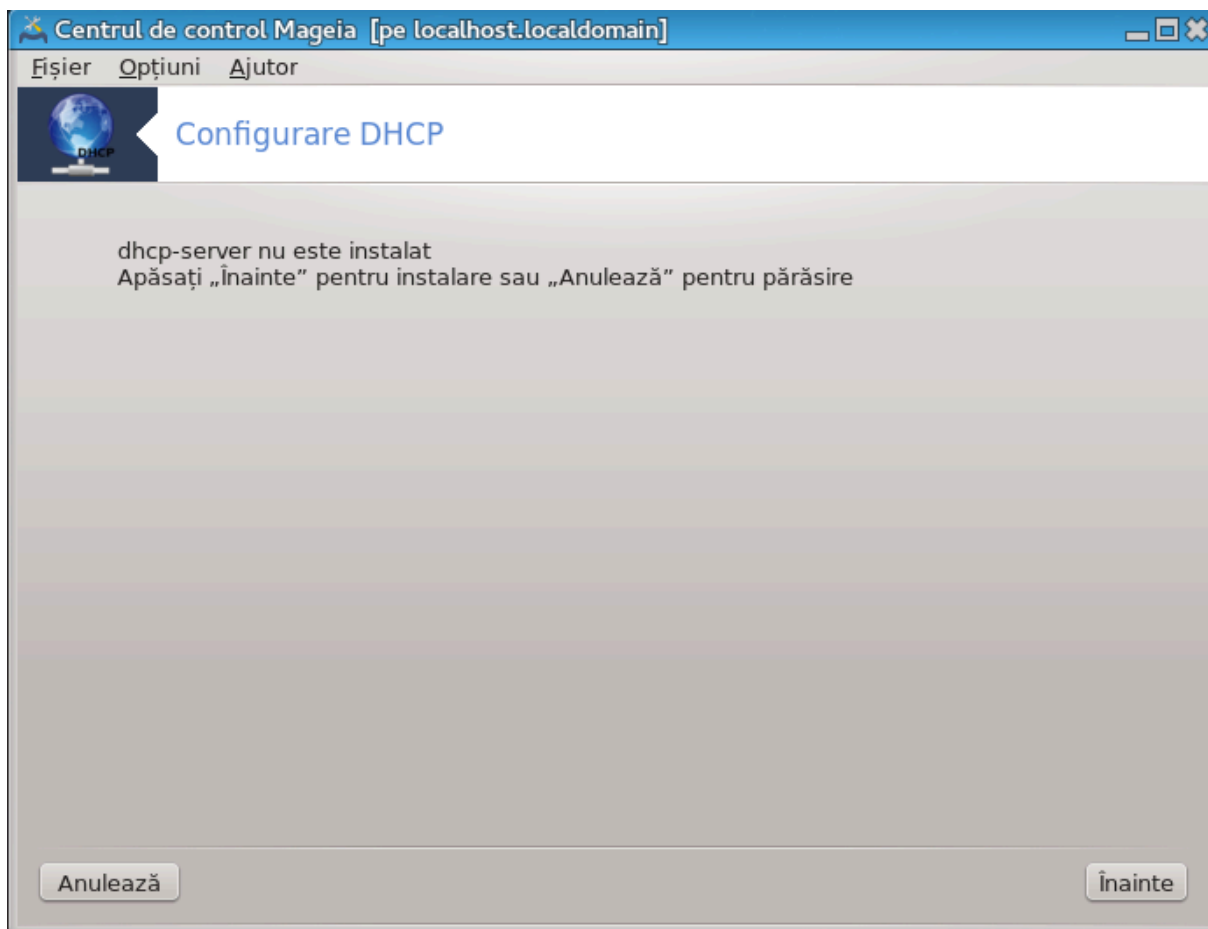 Centrul de control Mageia [pe localhost.localdomain]
Fișier Opțiuni Ajutor
DHCP
Configurare DHCP
dhcp-server nu este instalat
Apăsați „Înainte” pentru instalare sau „Anulează” pentru părăsire
Anulează Înainte